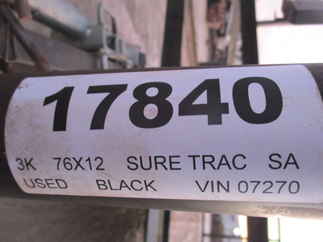 17840
3K 76X12 SURE TRAC SA
USED BLACK VIN 07270